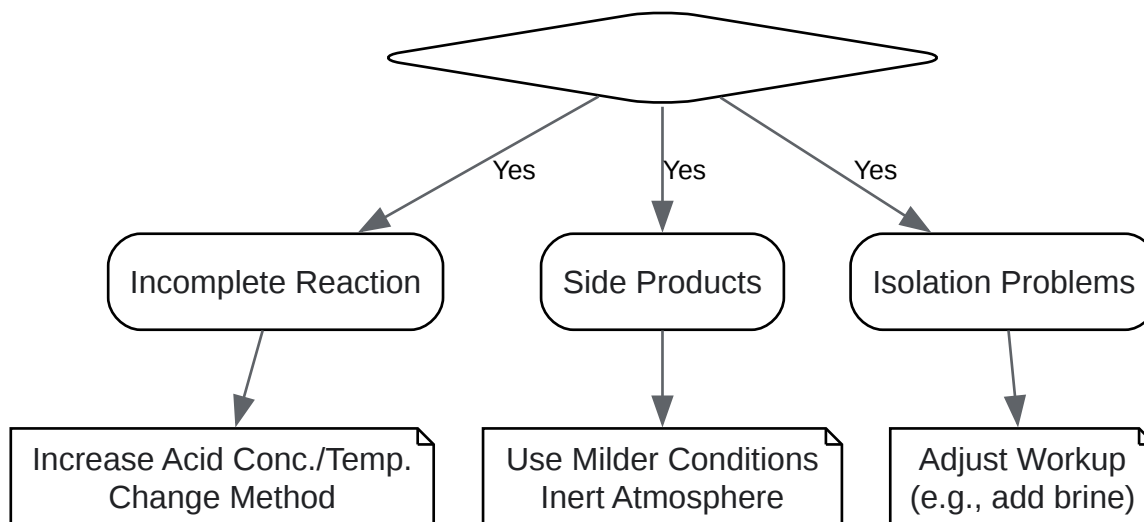 Yes
Yes
Yes
Incomplete Reaction
Side Products
Isolation Problems
Increase Acid Conc./Temp.
Change Method
Use Milder Conditions
Inert Atmosphere
Adjust Workup
(e.g., add brine)